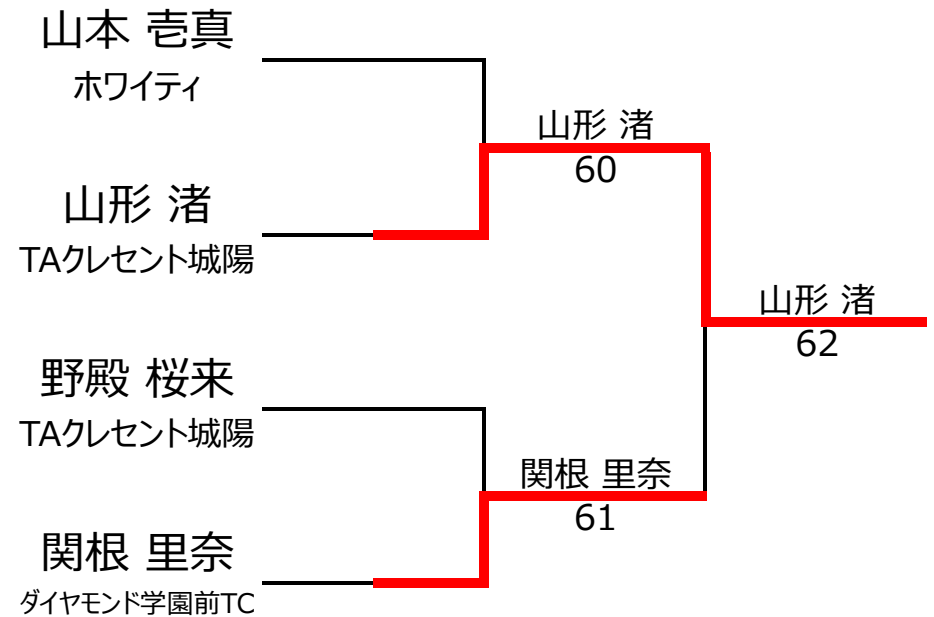 山本 壱真
ホワイティ
山形 渚
60
山形 渚
TAクレセント城陽
山形 渚
62
野殿 桜来
TAクレセント城陽
関根 里奈
61
関根 里奈
ダイヤモンド学園前TC